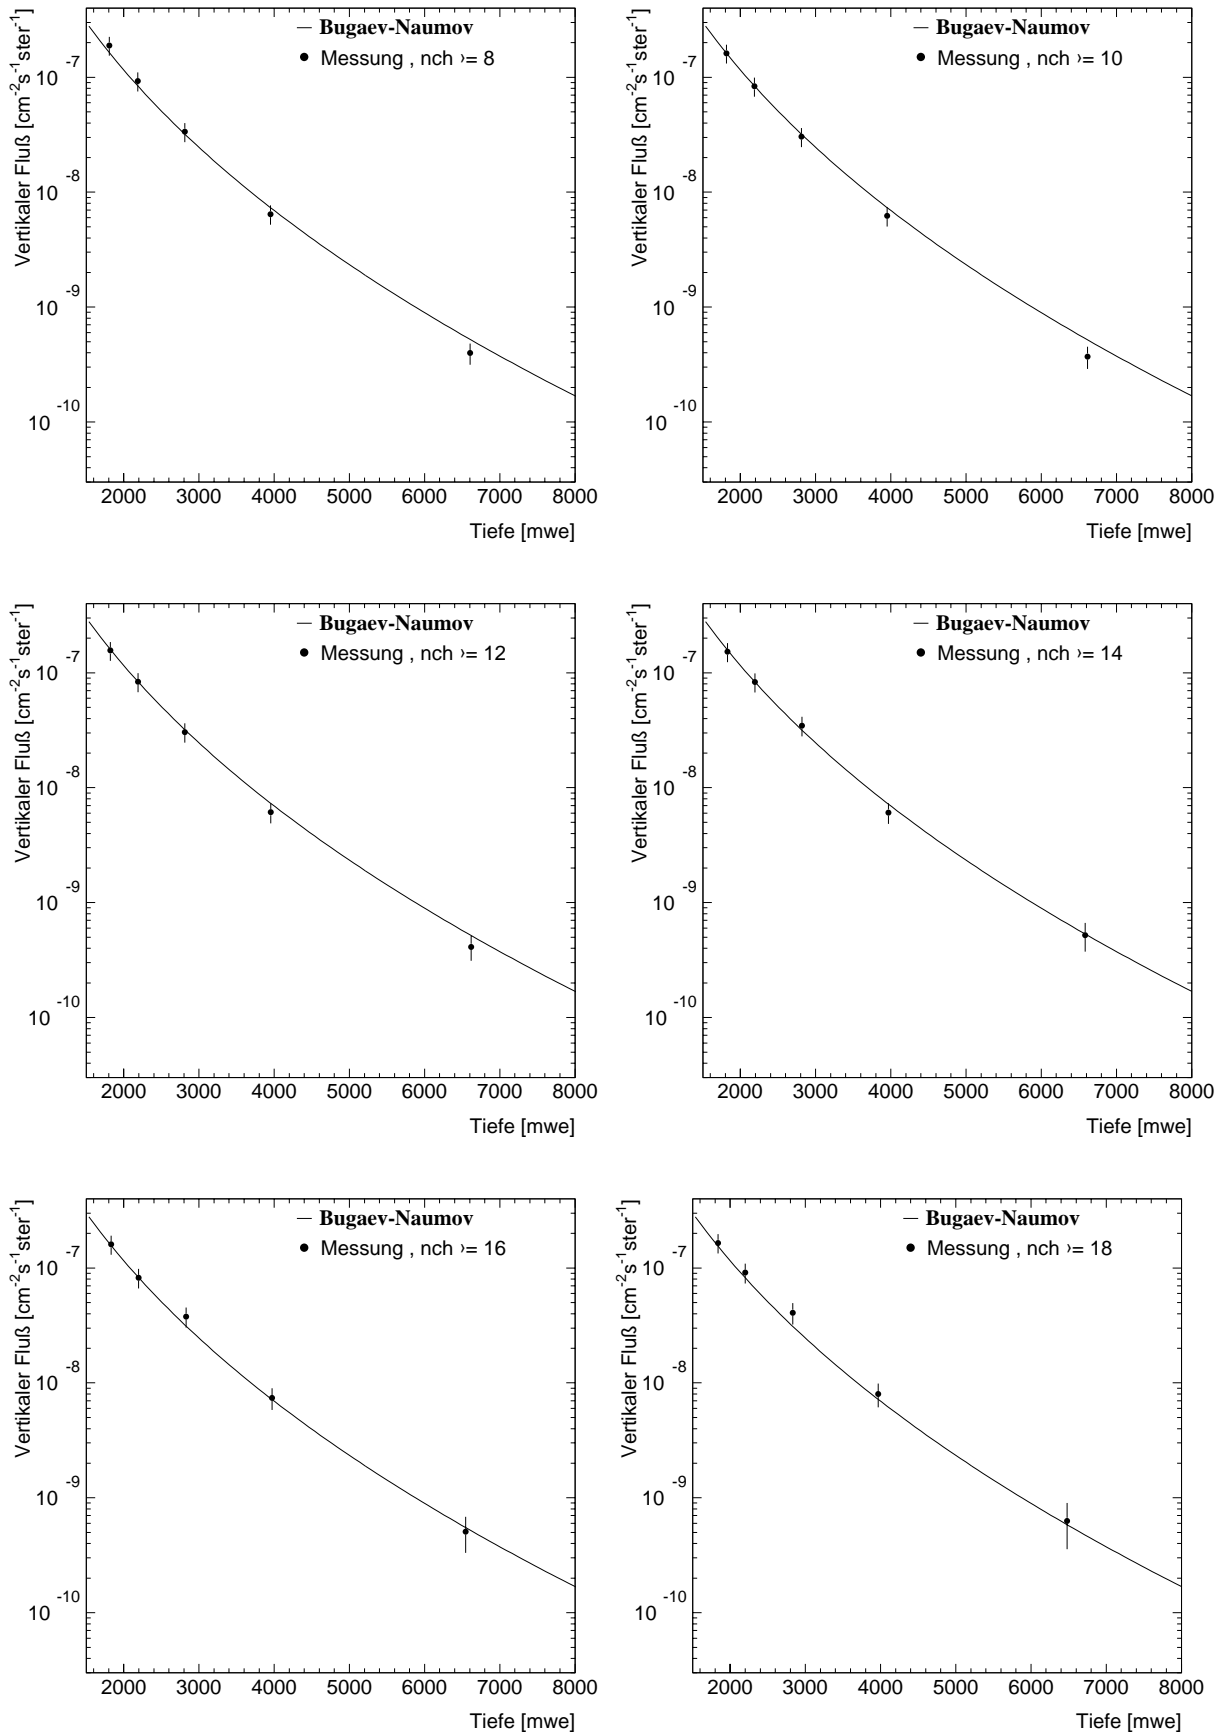 Vertikaler Fluß [cm-2s-1ster-1]
— Bugaev-Naumov
● Messung , nch >= 8
10 -7
10 -8
10 -9
10 -10
2000 3000 4000 5000 6000 7000 8000
Tiefe [mwe]
Vertikaler Fluß [cm-2s-1ster-1]
— Bugaev-Naumov
● Messung , nch >= 10
10 -7
10 -8
10 -9
10 -10
2000 3000 4000 5000 6000 7000 8000
Tiefe [mwe]
Vertikaler Fluß [cm-2s-1ster-1]
— Bugaev-Naumov
● Messung , nch >= 12
10 -7
10 -8
10 -9
10 -10
2000 3000 4000 5000 6000 7000 8000
Tiefe [mwe]
Vertikaler Fluß [cm-2s-1ster-1]
— Bugaev-Naumov
● Messung , nch >= 14
10 -7
10 -8
10 -9
10 -10
2000 3000 4000 5000 6000 7000 8000
Tiefe [mwe]
Vertikaler Fluß [cm-2s-1ster-1]
— Bugaev-Naumov
● Messung , nch >= 16
10 -7
10 -8
10 -9
10 -10
2000 3000 4000 5000 6000 7000 8000
Tiefe [mwe]
Vertikaler Fluß [cm-2s-1ster-1]
— Bugaev-Naumov
● Messung , nch >= 18
10 -7
10 -8
10 -9
10 -10
2000 3000 4000 5000 6000 7000 8000
Tiefe [mwe]